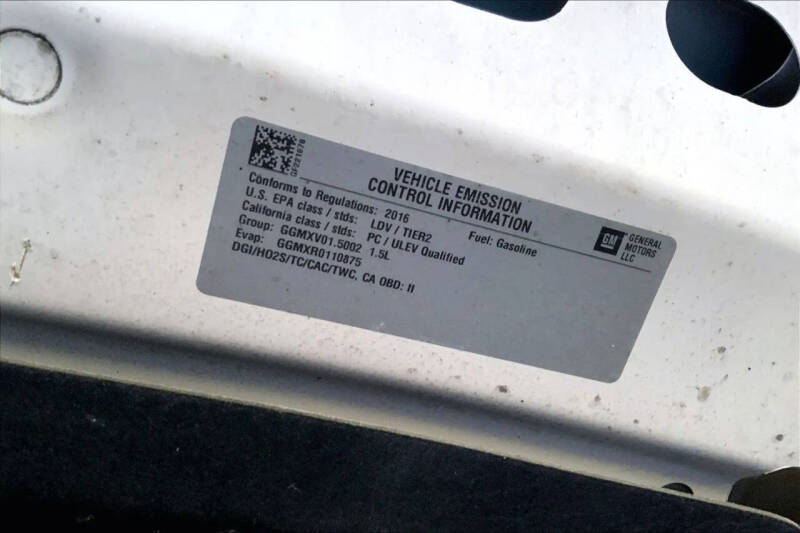 GF221878
VEHICLE EMISSION
CONTROL INFORMATION
GM GENERAL
MOTORS
LLC
Conforms to Regulations: 2016
Fuel: Gasoline
U.S. EPA class / stds: LDV / TIER2
California class / stds: PC / ULEV Qualified
Group: GGMXV01.5002 1.5L
Evap: GGMXR0110875
DGI/HO2S/TC/CAC/TWC, CA OBD: II